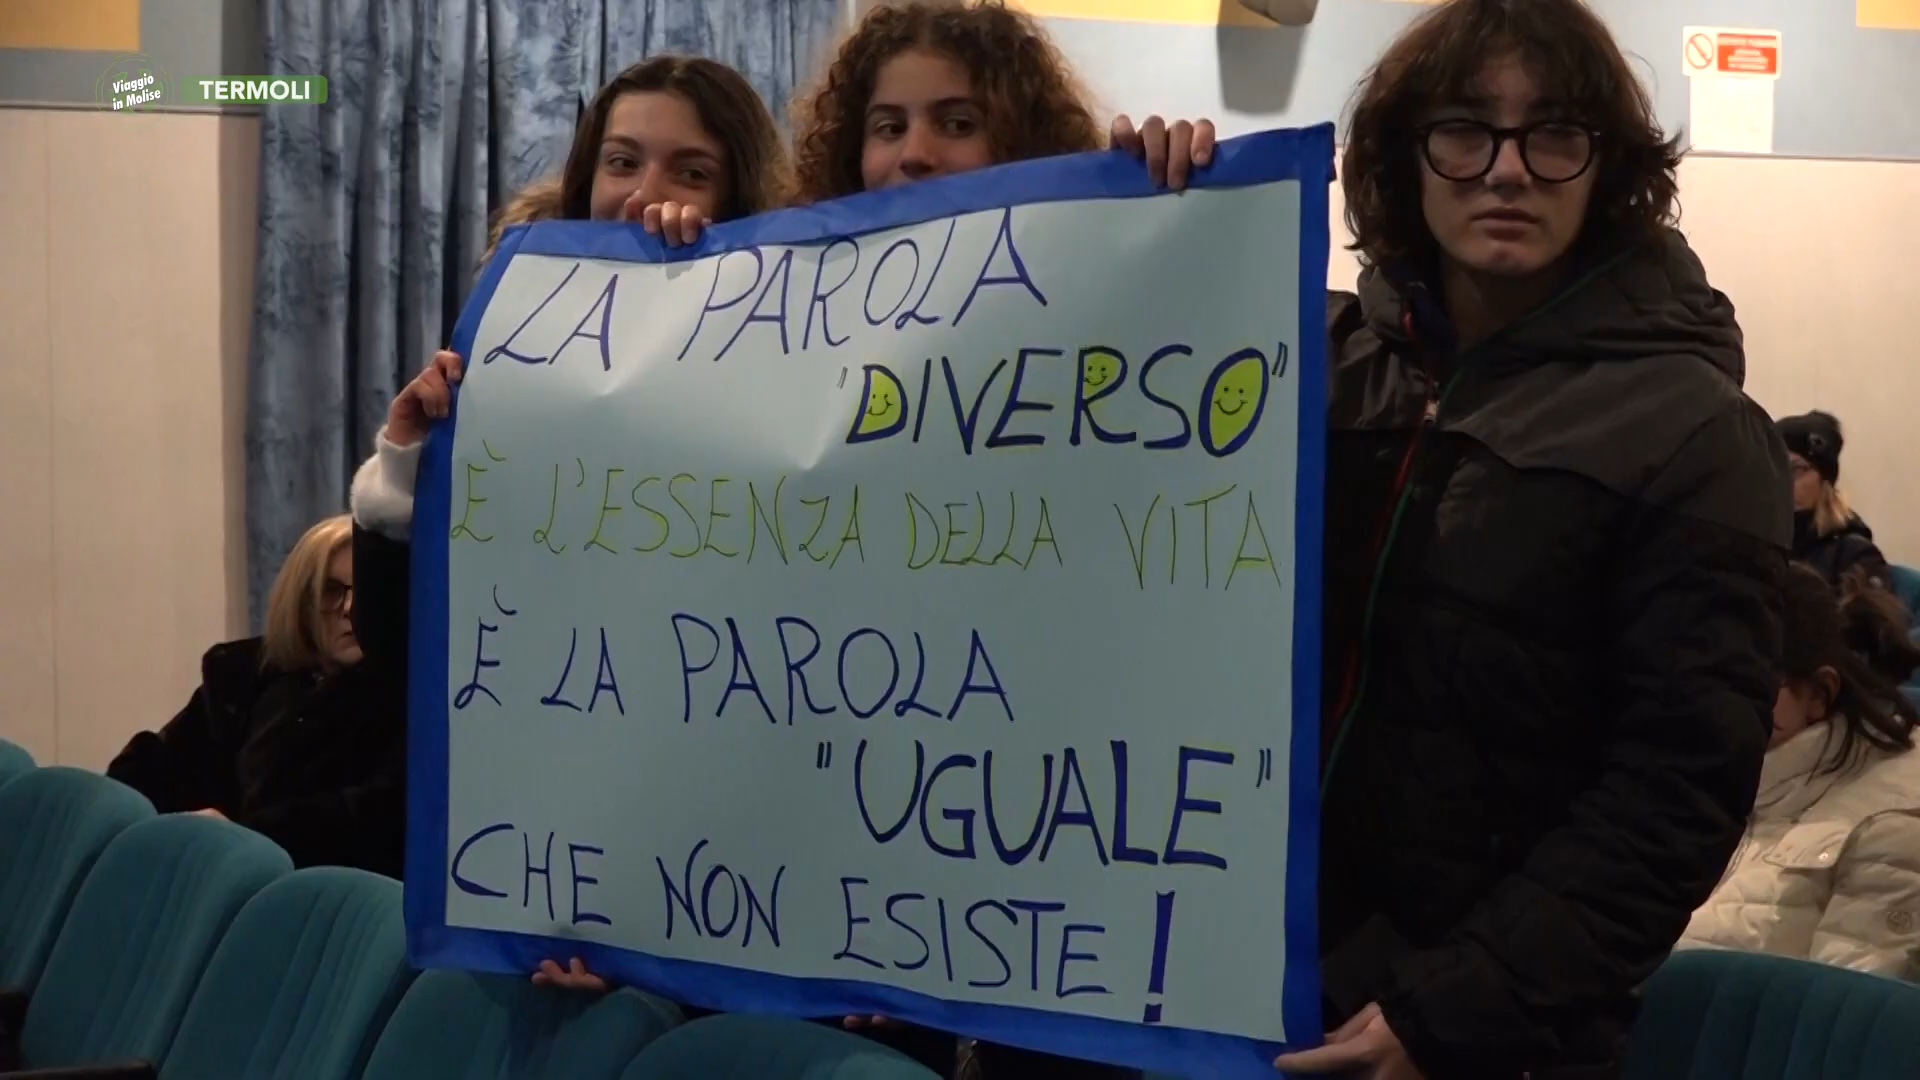 Viaggio
in Molise
TERMOLI
LA PAROLA
"DIVERSO"
È L'ESSENZA DELLA VITA
È LA PAROLA
"UGUALE"
CHE NON ESISTE!